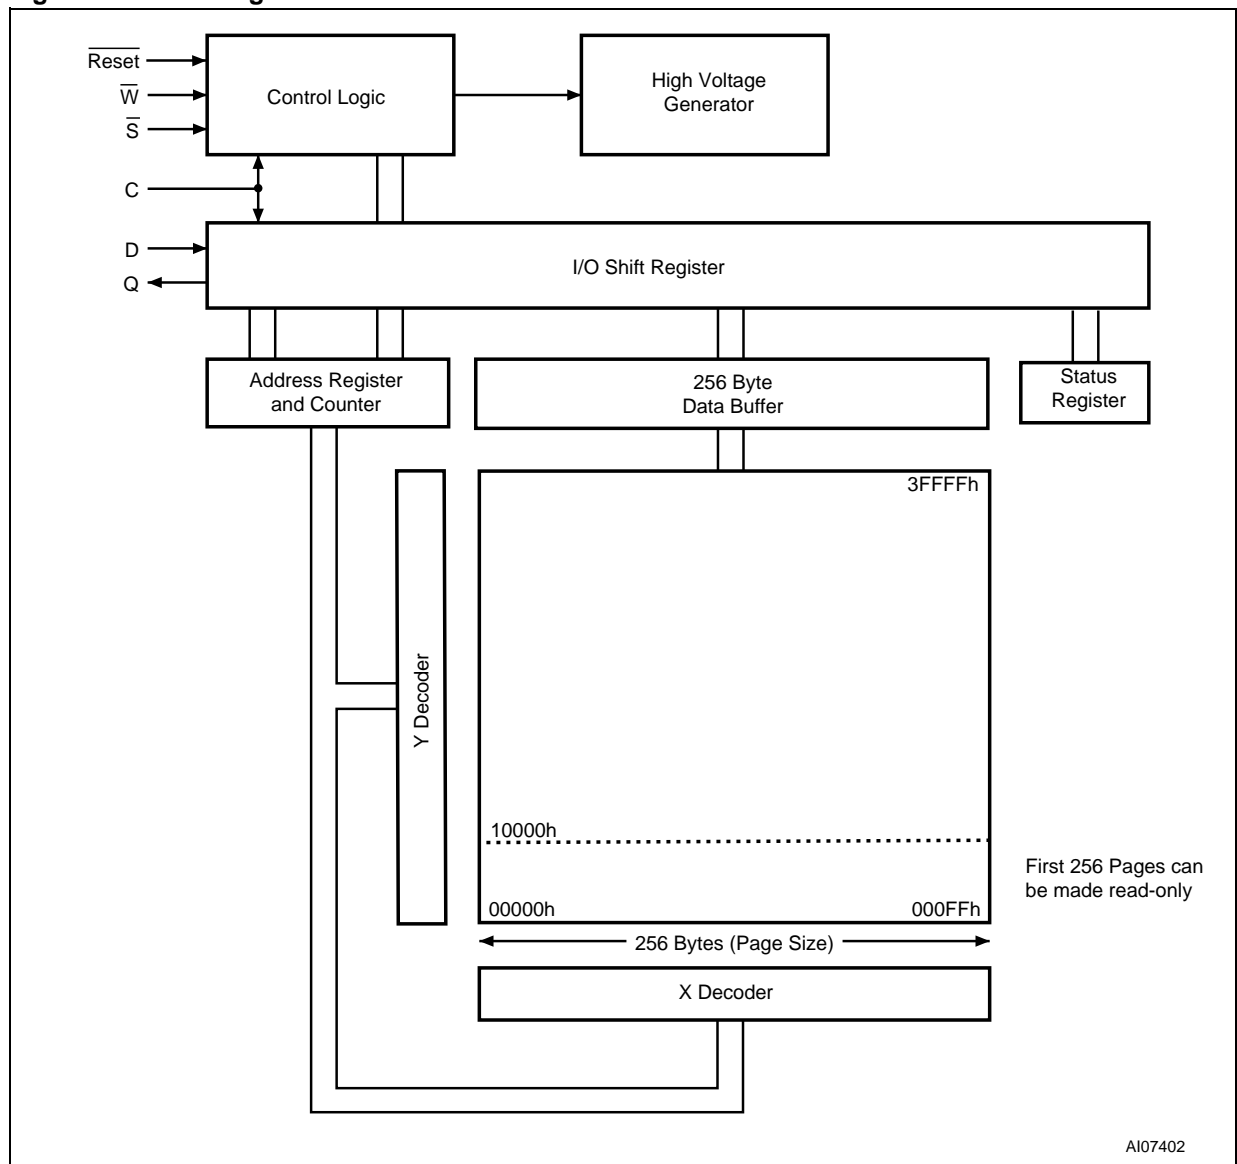 Reset
W
S
C
D
Q
Control Logic
High Voltage
Generator
I/O Shift Register
Address Register
and Counter
256 Byte
Data Buffer
Status
Register
3FFFFh
Y Decoder
10000h
00000h
000FFh
First 256 Pages can
be made read-only
256 Bytes (Page Size)
X Decoder
AI07402